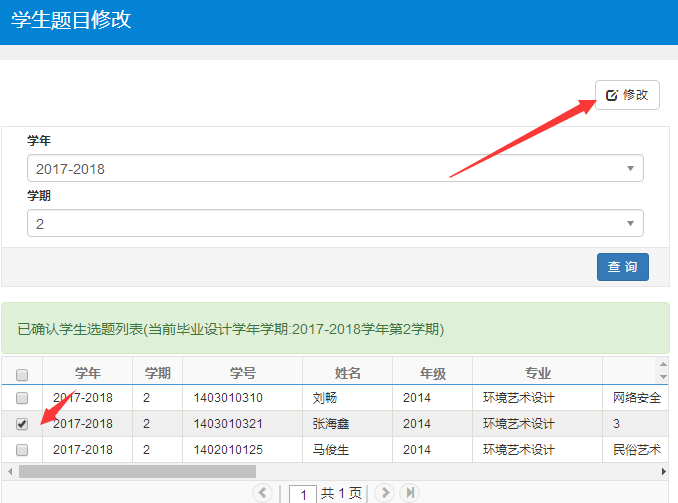 学生题目修改
修改
学年
2017-2018
学期
2
查 询
已确认学生选题列表(当前毕业设计学年学期:2017-2018学年第2学期)
学年 学期 学号 姓名 年级 专业
2017-2018 2 1403010310 刘畅 2014 环境艺术设计 网络安全
2017-2018 2 1403010321 张海鑫 2014 环境艺术设计 3
2017-2018 2 1402010125 马俊生 2014 环境艺术设计 民俗艺术
1 共 1 页